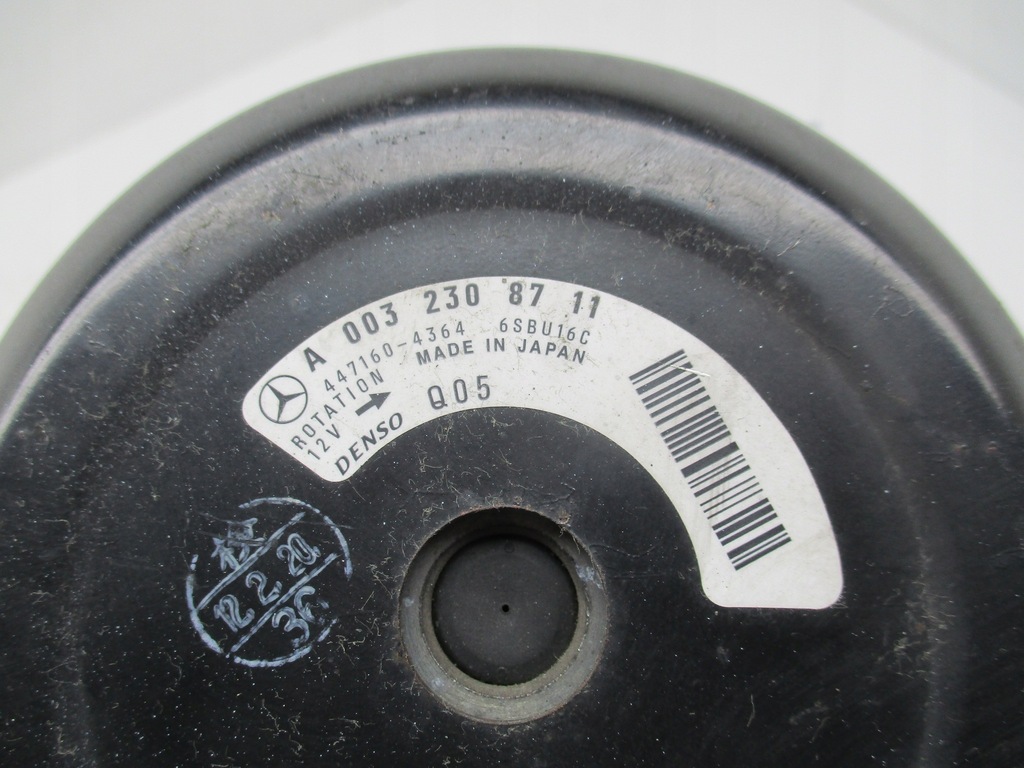 A 003 230 87 11
447160-4364 6SBU16C
ROTATION MADE IN JAPAN
12V
DENSO Q05
20
12 2